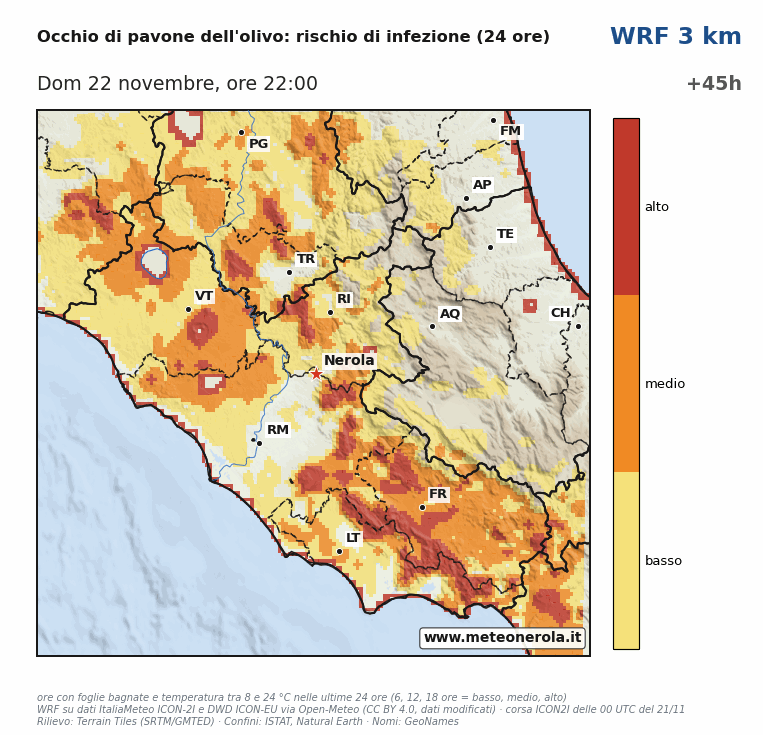 Occhio di pavone dell'olivo: rischio di infezione (24 ore)
WRF 3 km
Dom 22 novembre, ore 22:00
+45h
FM
PG
AP
TE
TR
VT
RI
AQ
CH
Nerola
RM
FR
LT
www.meteonerola.it
alto
medio
basso
ore con foglie bagnate e temperatura tra 8 e 24 °C nelle ultime 24 ore (6, 12, 18 ore = basso, medio, alto)
WRF su dati ItaliaMeteo ICON-2I e DWD ICON-EU via Open-Meteo (CC BY 4.0, dati modificati) · corsa ICON2I delle 00 UTC del 21/11
Rilievo: Terrain Tiles (SRTM/GMTED) · Confini: ISTAT, Natural Earth · Nomi: GeoNames